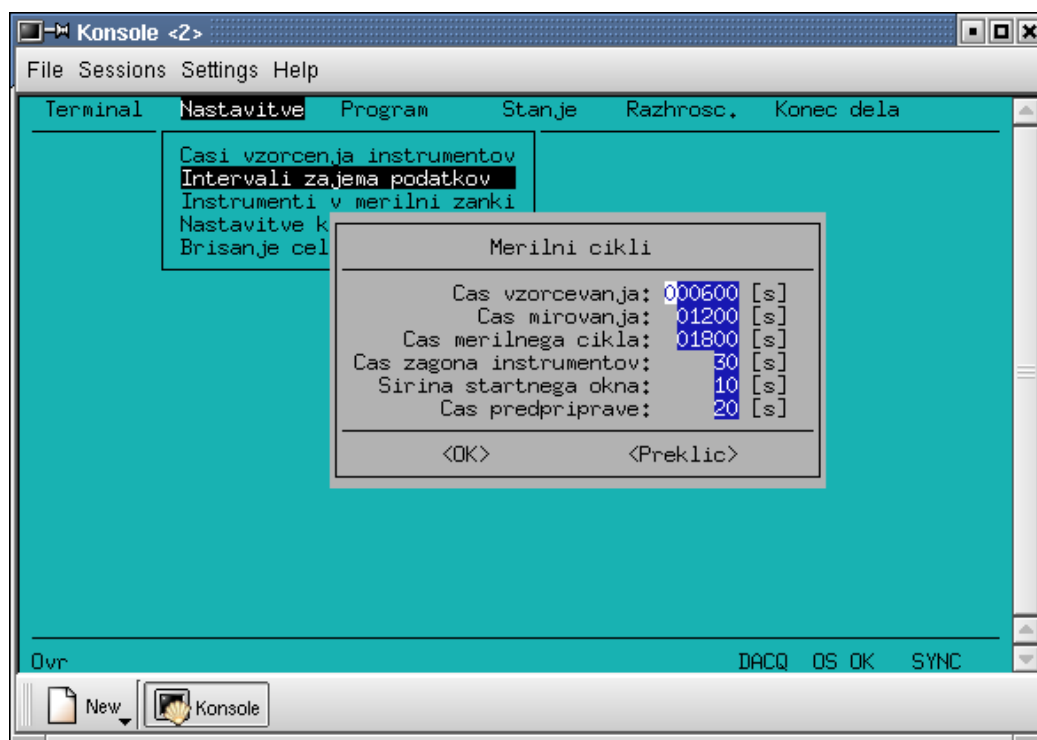 Konsole <2>
File Sessions Settings Help
Terminal Nastavitve Program Stanje Razhrosc. Konec dela
Casi vzorcenja instrumentov
Intervali zajema podatkov
Instrumenti v merilni zanki
Nastavitve k
Brisanje cel
Merilni cikli
Cas vzorcevanja: 000600 [s]
Cas mirovanja: 01200 [s]
Cas merilnega cikla: 01800 [s]
Cas zagona instrumentov: 30 [s]
Sirina startnega okna: 10 [s]
Cas predpriprave: 20 [s]
<OK> <Preklic>
Ovr DACQ OS OK SYNC
New Konsole